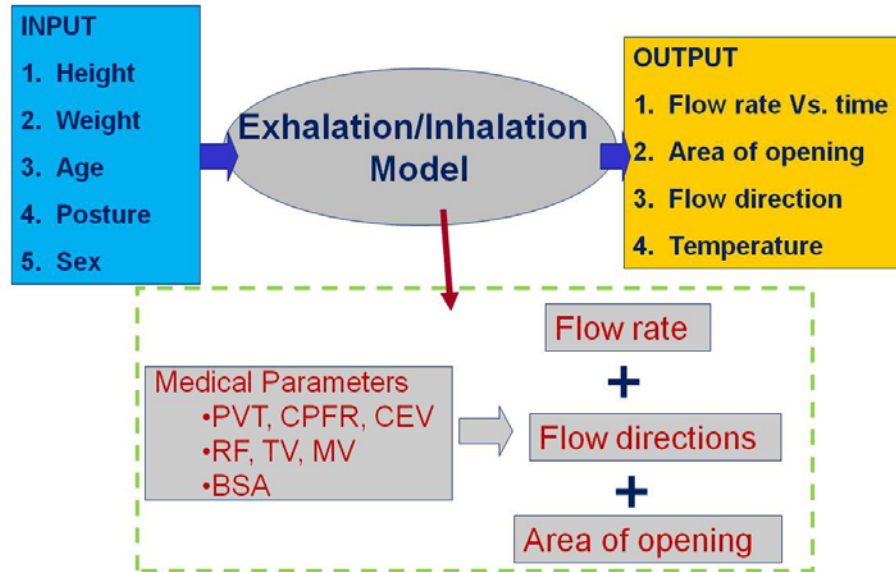 INPUT
1. Height
2. Weight
3. Age
4. Posture
5. Sex
Exhalation/Inhalation
Model
OUTPUT
1. Flow rate Vs. time
2. Area of opening
3. Flow direction
4. Temperature
Medical Parameters
•PVT, CPFR, CEV
•RF, TV, MV
•BSA
Flow rate
+
Flow directions
+
Area of opening